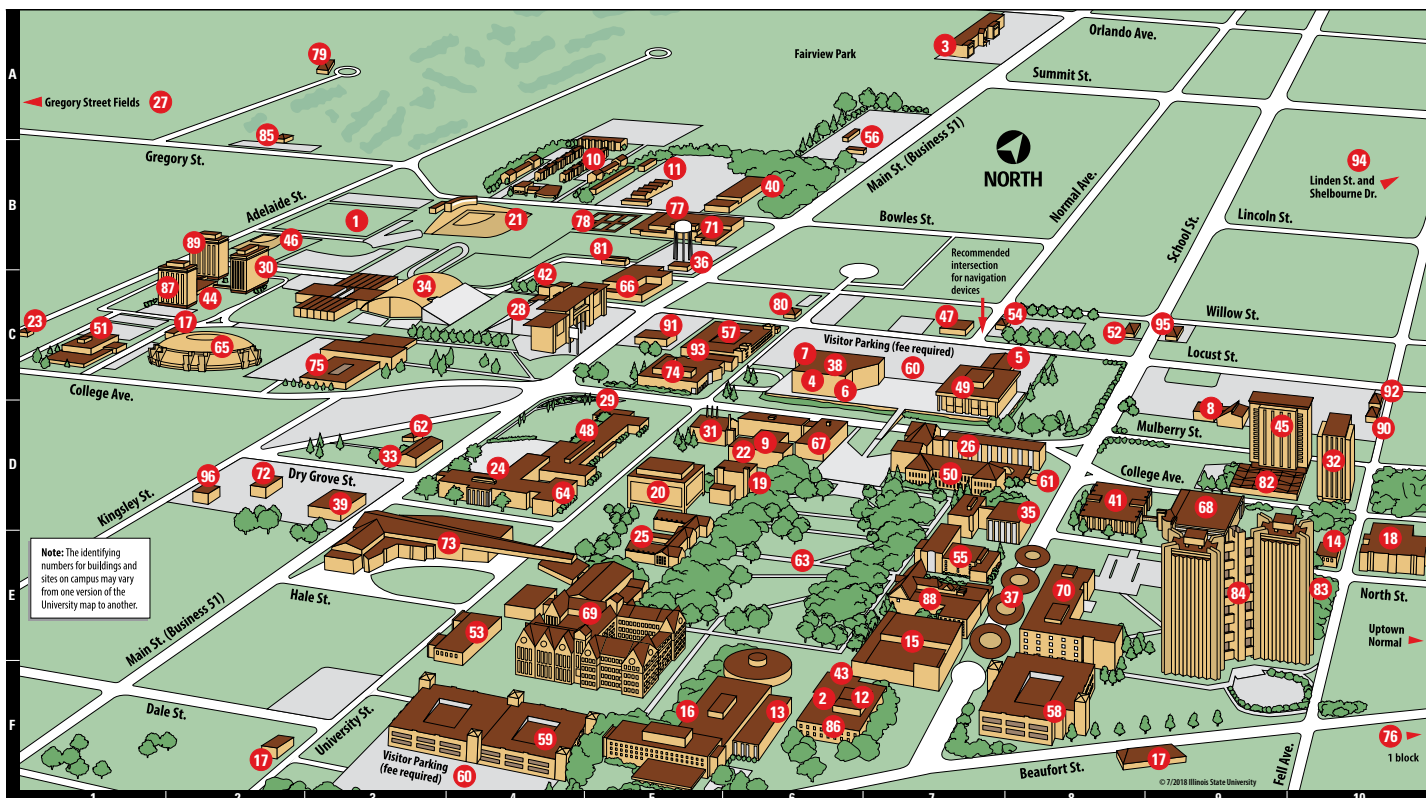 A
B
C
D
E
F
1
2
3
4
5
6
7
8
9
10
Orlando Ave.
Fairview Park
3
Summit St.
79
Gregory Street Fields 27
85
Gregory St.
56
Main St. (Business 51)
NORTH
94
Linden St. and
Shelbourne Dr.
10
11
40
Normal Ave.
Adelaide St.
1
21
78
77
71
Bowles St.
School St.
Lincoln St.
89
46
30
81
36
Recommended
intersection
for navigation
devices
87
44
34
42
66
28
23
51
17
65
75
91
57
93
74
80
47
54
52
95
Willow St.
Locust St.
Visitor Parking (fee required)
7
38
60
4
6
5
49
College Ave.
29
62
48
33
31
9
22
67
26
50
61
8
45
92
90
Mulberry St.
32
College Ave.
82
96
72
Dry Grove St.
39
24
64
20
19
35
41
68
Kingsley St.
Note: The identifying
numbers for buildings and
sites on campus may vary
from one version of the
University map to another.
73
25
63
55
14
18
37
70
88
84
83
North St.
Hale St.
Main St. (Business 51)
53
69
15
Uptown
Normal
43
2
12
86
16
13
58
Dale St.
University St.
17
59
Visitor Parking
(fee required) 60
Beaufort St.
17
Fell Ave.
76
1 block
© 7/2018 Illinois State University